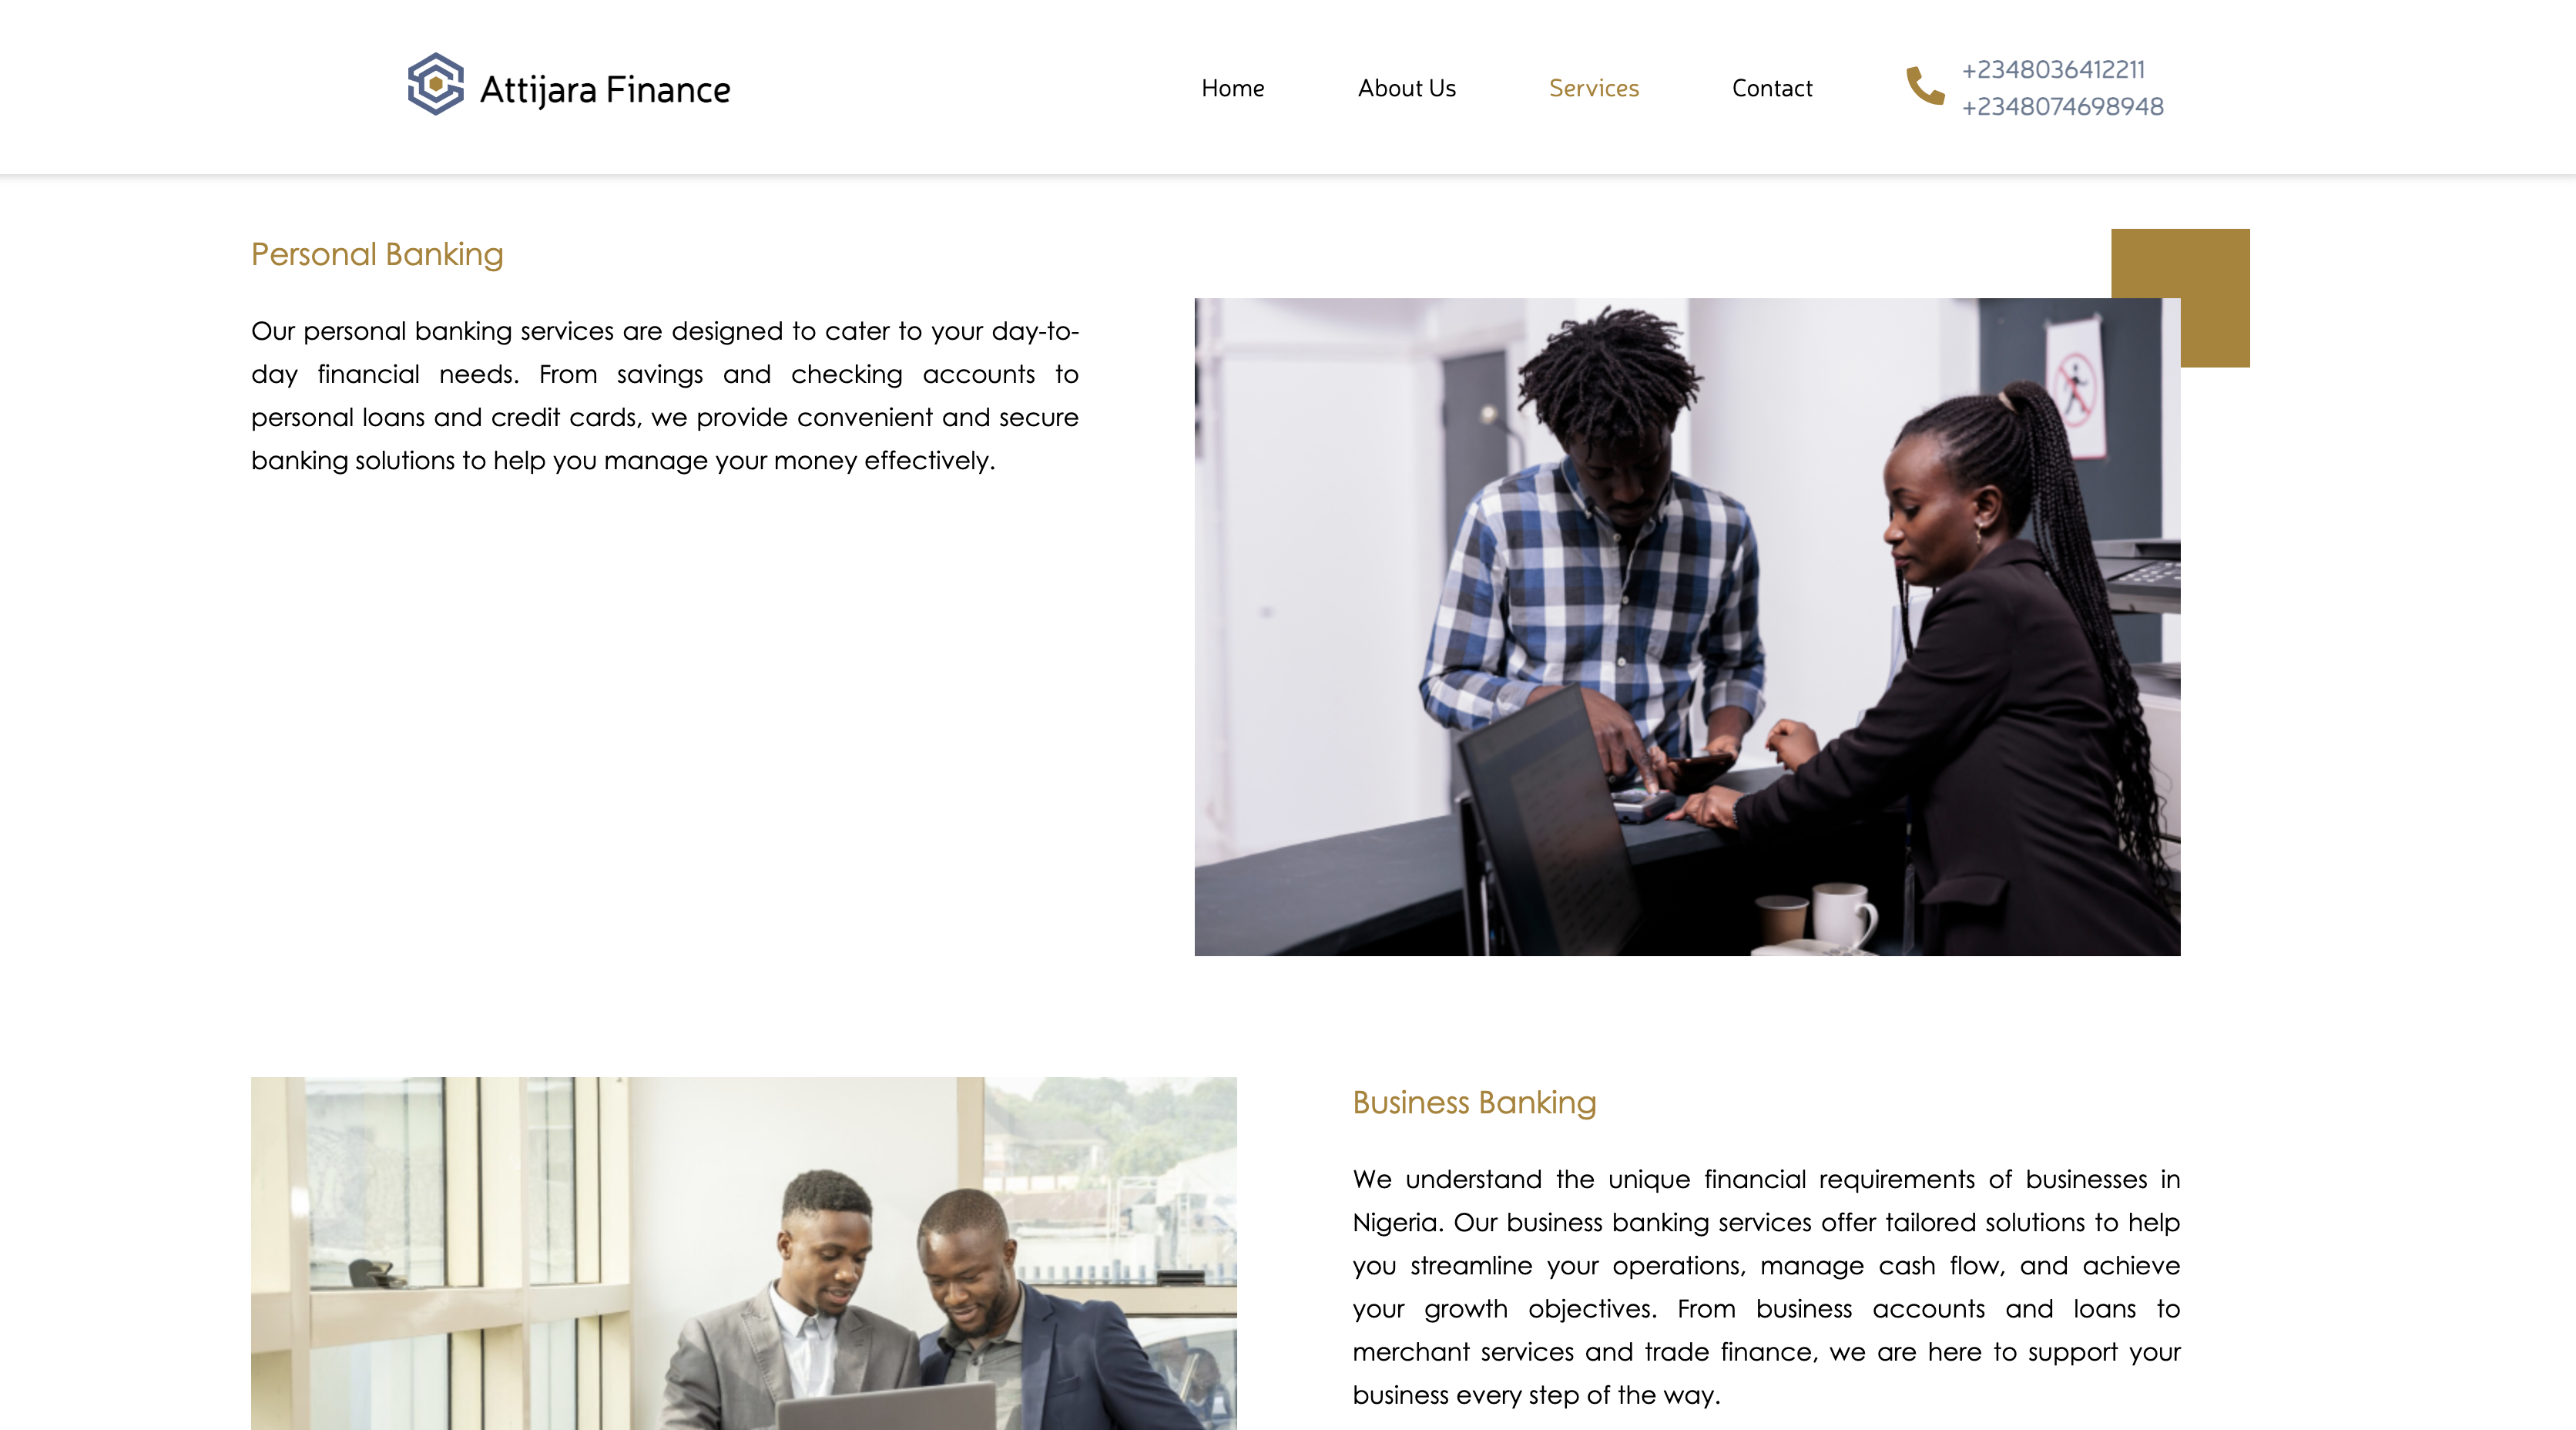 Attijara Finance
Home
About Us
Services
Contact
+2348036412211
+2348074698948
Personal Banking
Our personal banking services are designed to cater to your day-to-
day financial needs. From savings and checking accounts to
personal loans and credit cards, we provide convenient and secure
banking solutions to help you manage your money effectively.
Business Banking
We understand the unique financial requirements of businesses in
Nigeria. Our business banking services offer tailored solutions to help
you streamline your operations, manage cash flow, and achieve
your growth objectives. From business accounts and loans to
merchant services and trade finance, we are here to support your
business every step of the way.